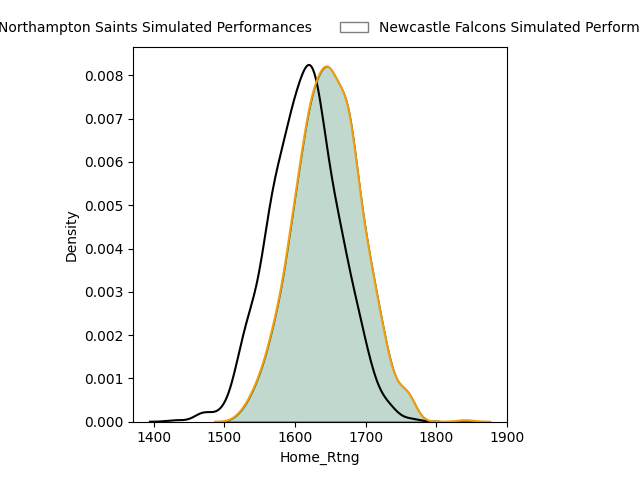 Northampton Saints Simulated Performances Newcastle Falcons Simulated Perform
0.008
0.007
0.006
0.005
0.004
0.003
0.002
0.001
0.000
Density
1400 1500 1600 1700 1800 1900
Home_Rtng